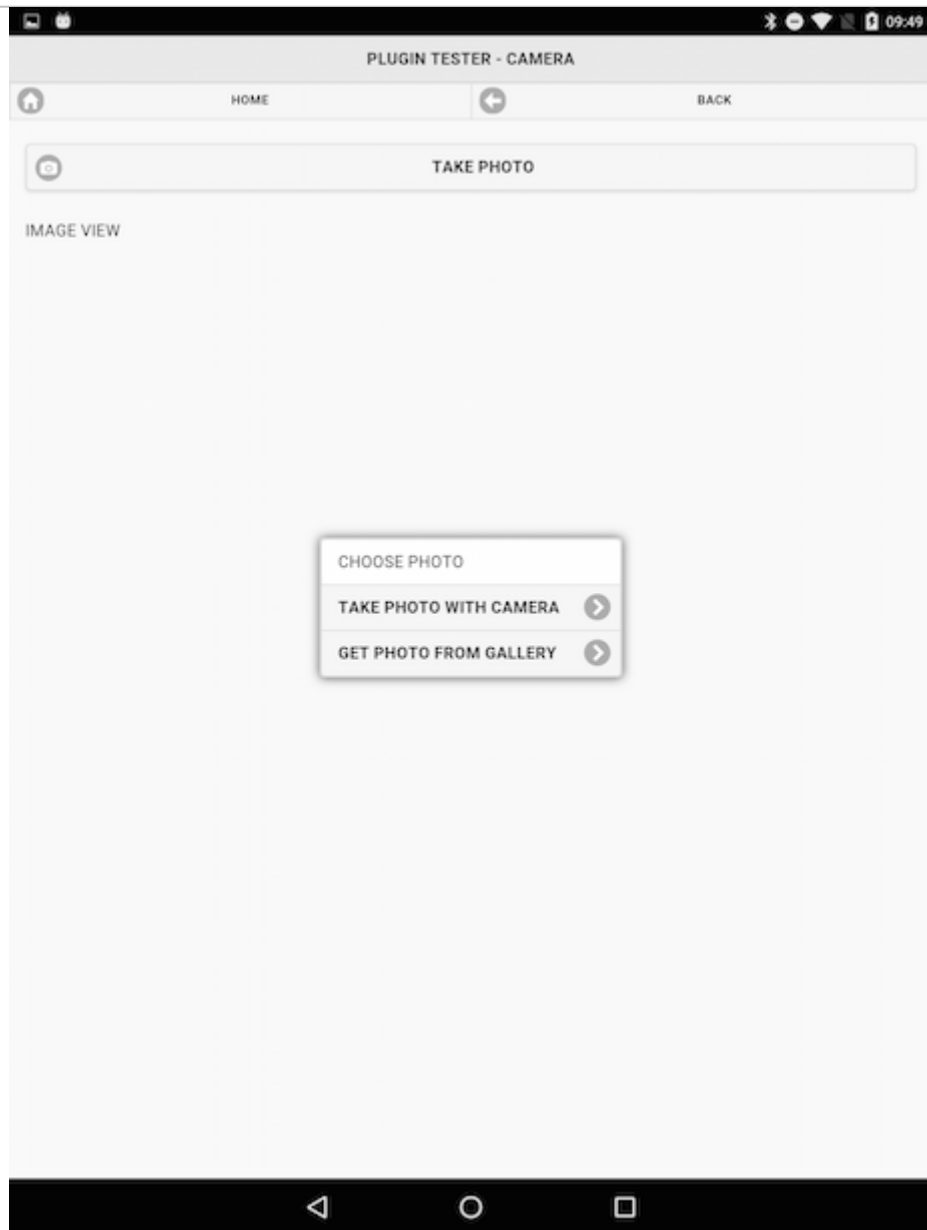 09:49
PLUGIN TESTER - CAMERA
HOME BACK
TAKE PHOTO
IMAGE VIEW
CHOOSE PHOTO
TAKE PHOTO WITH CAMERA
GET PHOTO FROM GALLERY